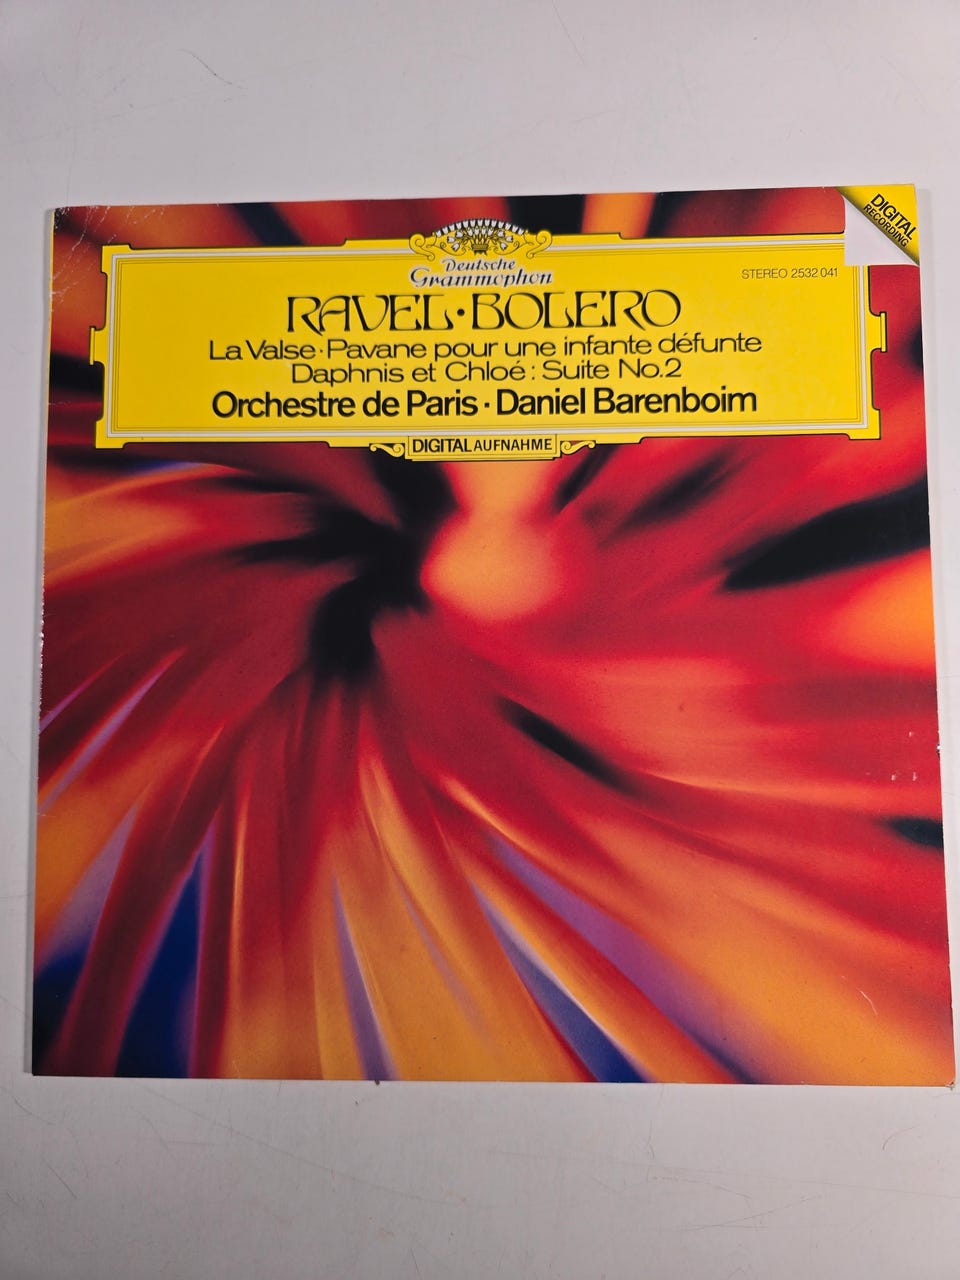 DIGITAL
RECORDING
STEREO 2532 041
Deutsche
Grammophon
RAVEL·BOLERO
La Valse·Pavane pour une infante défunte
Daphnis et Chloé: Suite No.2
Orchestre de Paris·Daniel Barenboim
DIGITAL AUFNAHME